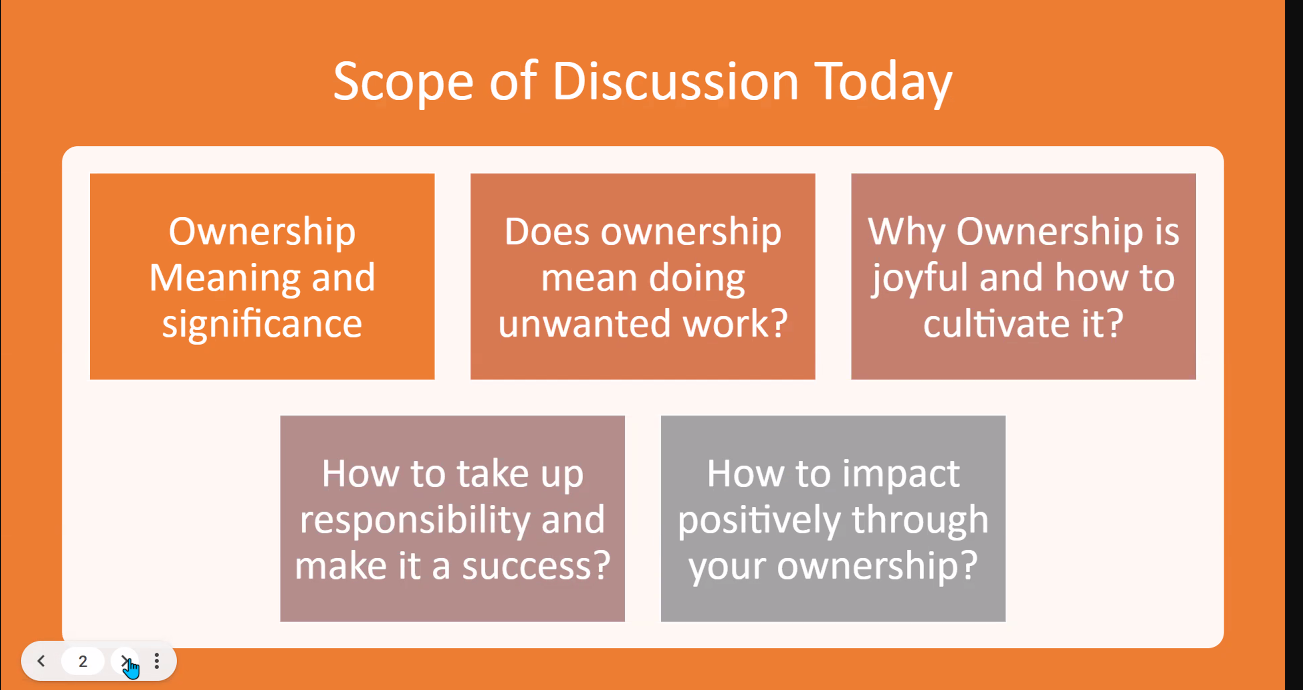 Scope of Discussion Today
Ownership
Meaning and
significance
Does ownership
mean doing
unwanted work?
Why Ownership is
joyful and how to
cultivate it?
How to take up
responsibility and
make it a success?
How to impact
positively through
your ownership?
2